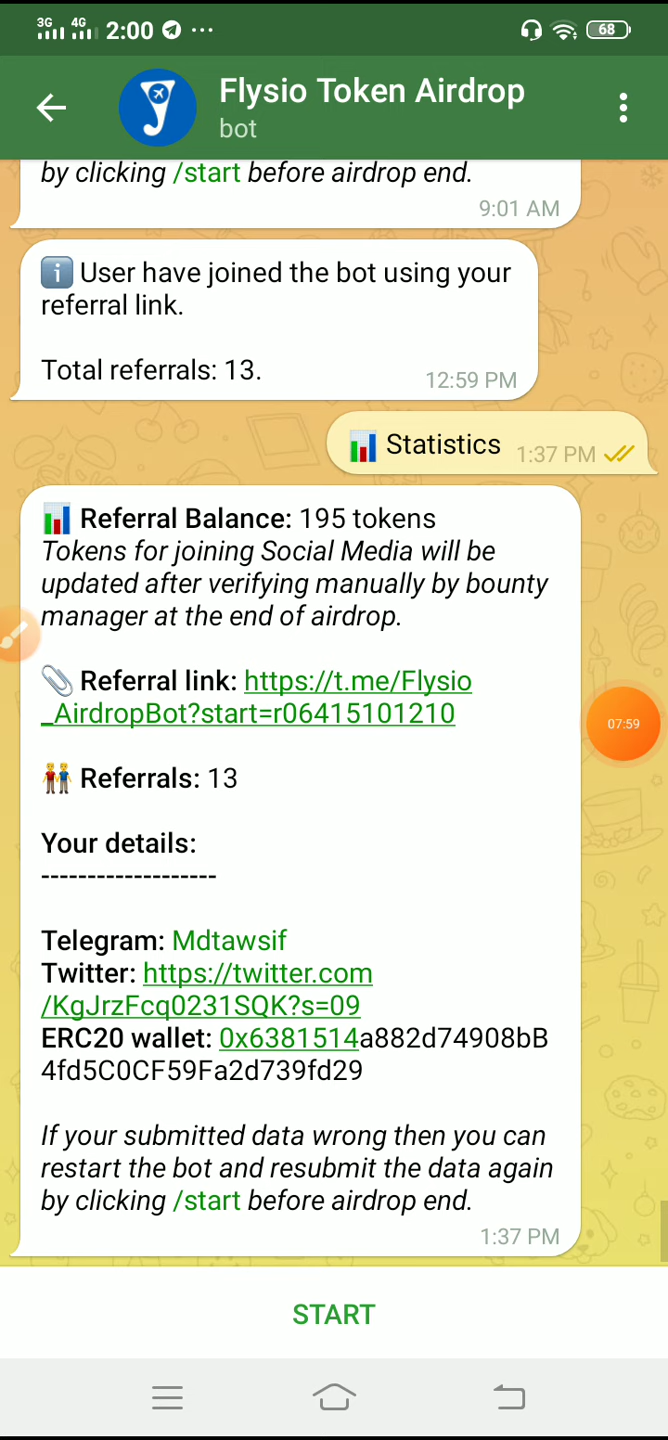 3G 4G 2:00 ... 68
Flysio Token Airdrop
bot
by clicking /start before airdrop end.
9:01 AM
ℹ️ User have joined the bot using your
referral link.
Total referrals: 13.
12:59 PM
📊 Statistics 1:37 PM
📊 Referral Balance: 195 tokens
Tokens for joining Social Media will be
updated after verifying manually by bounty
manager at the end of airdrop.
📎 Referral link: https://t.me/Flysio
_AirdropBot?start=r06415101210
07:59
👬 Referrals: 13
Your details:
-------------------
Telegram: Mdtawsif
Twitter: https://twitter.com
/KgJrzFcq0231SQK?s=09
ERC20 wallet: 0x6381514a882d74908bB
4fd5C0CF59Fa2d739fd29
If your submitted data wrong then you can
restart the bot and resubmit the data again
by clicking /start before airdrop end.
1:37 PM
START